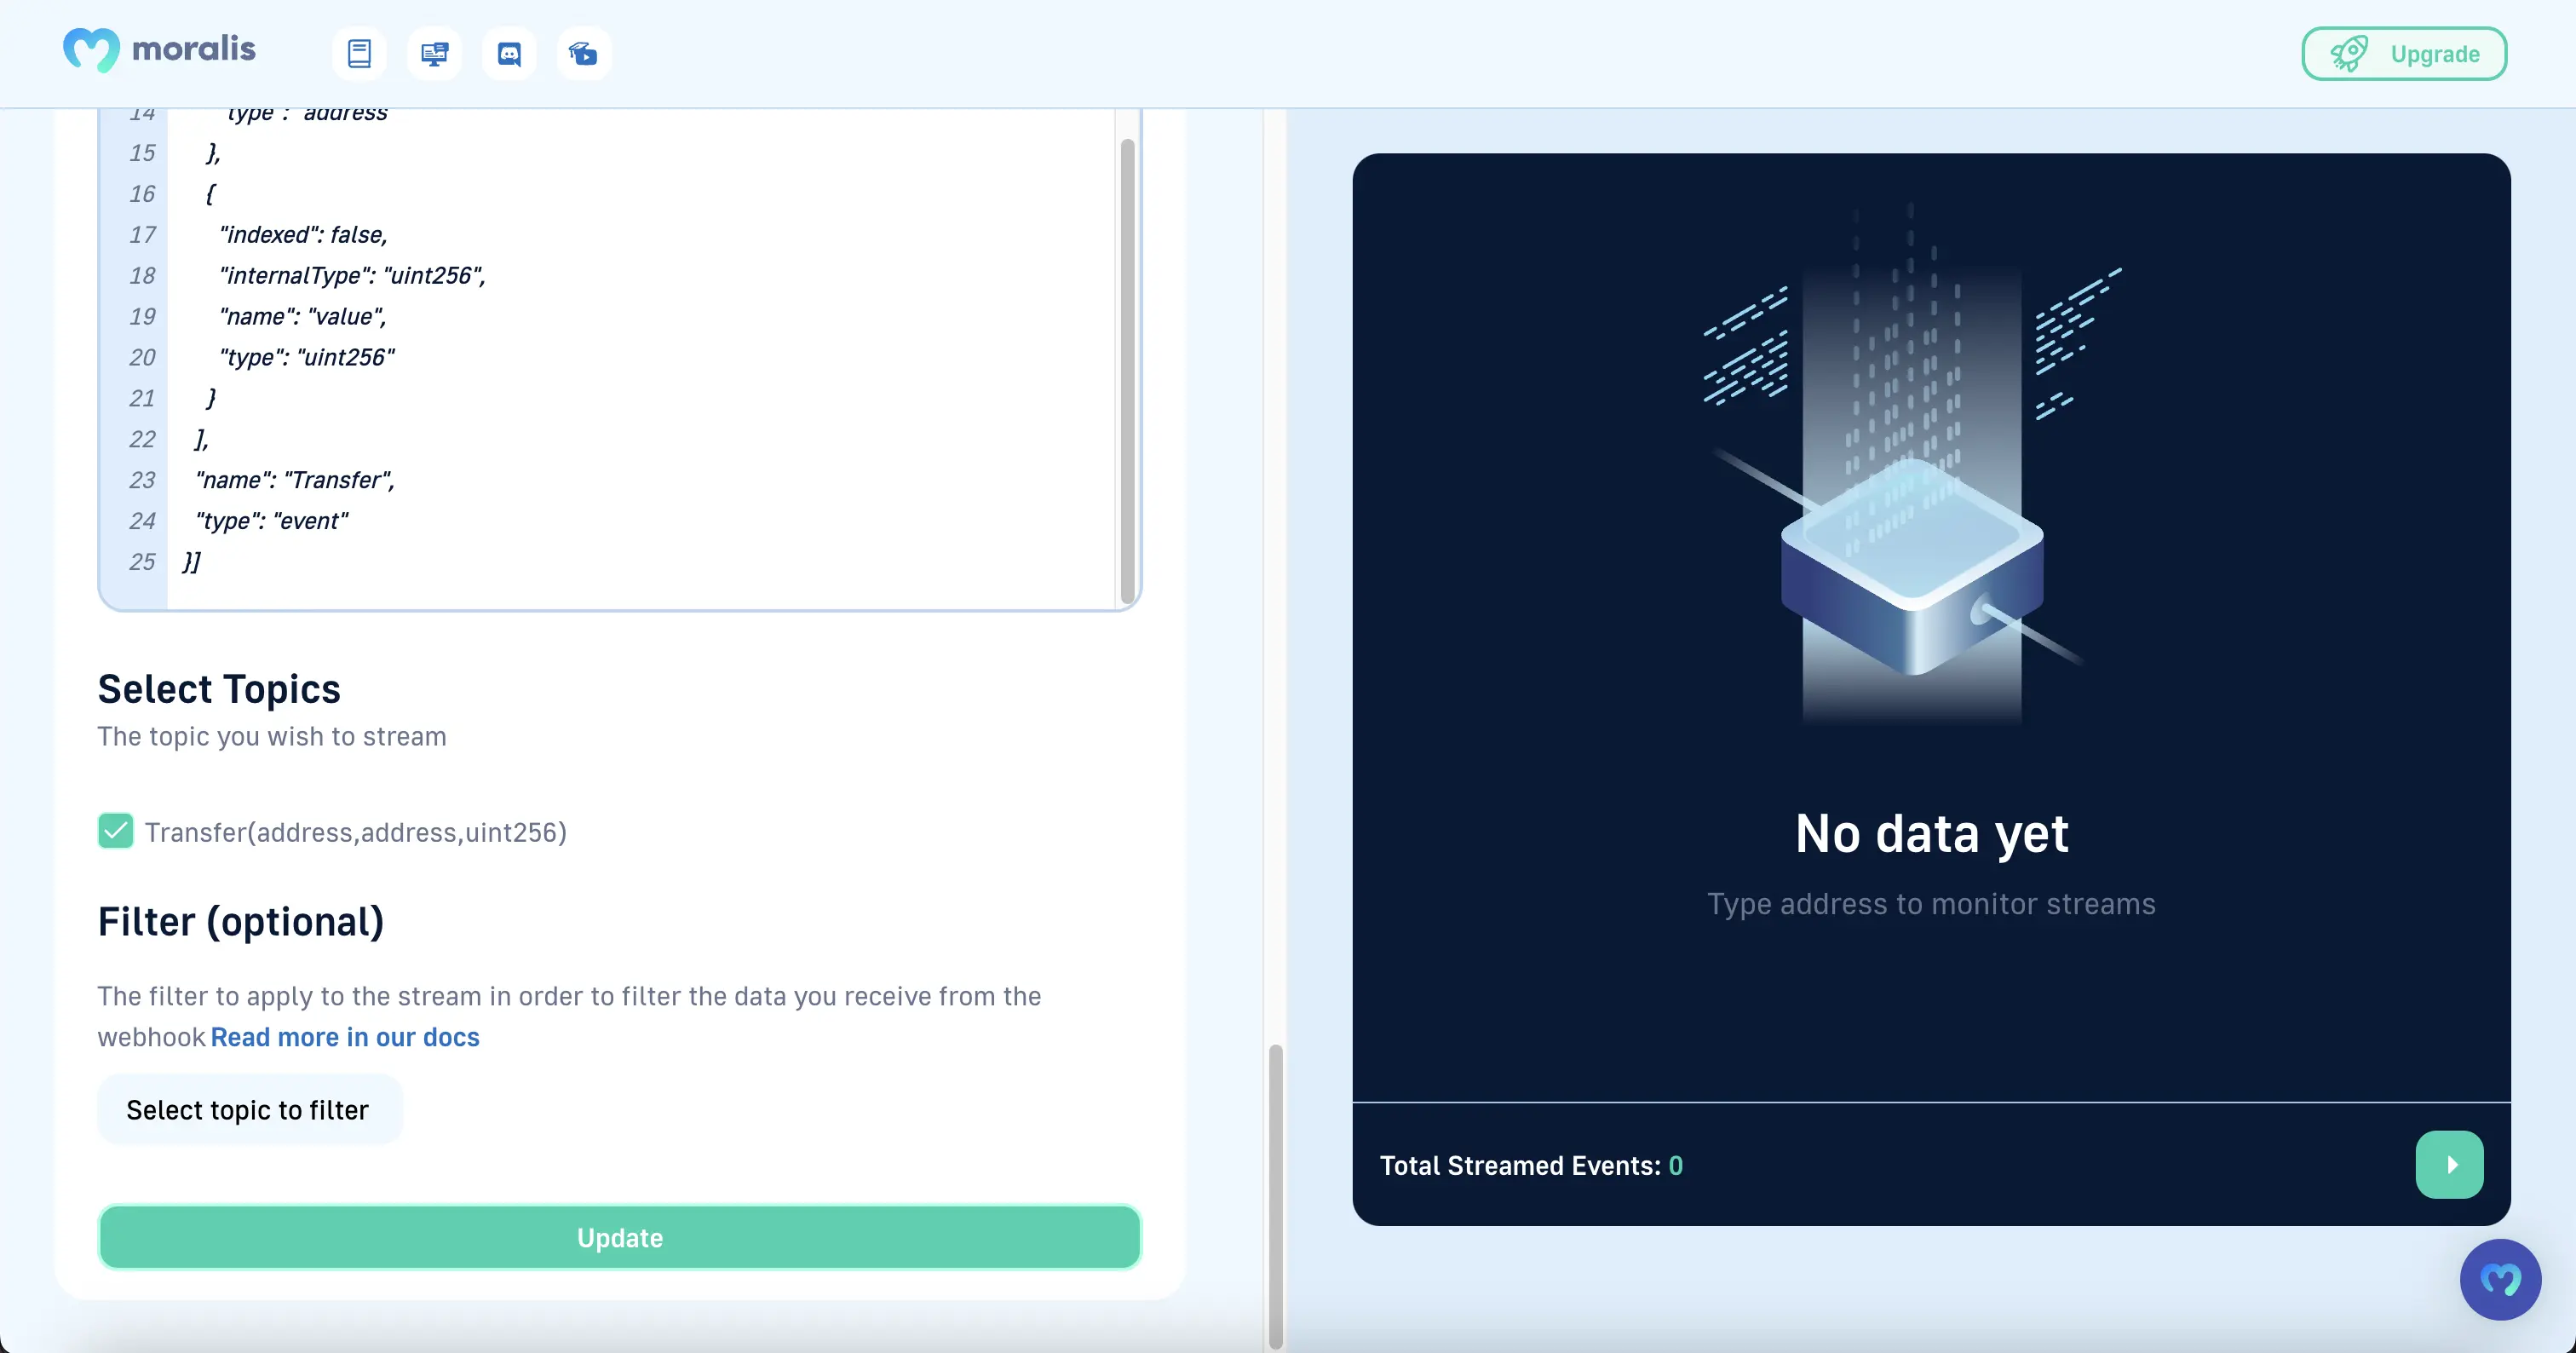 moralis
Upgrade
14 "type": "address"
15 },
16 {
17 "indexed": false,
18 "internalType": "uint256",
19 "name": "value",
20 "type": "uint256"
21 }
22 ],
23 "name": "Transfer",
24 "type": "event"
25 }]
Select Topics
The topic you wish to stream
Transfer(address,address,uint256)
Filter (optional)
The filter to apply to the stream in order to filter the data you receive from the
webhook Read more in our docs
Select topic to filter
Update
No data yet
Type address to monitor streams
Total Streamed Events: 0